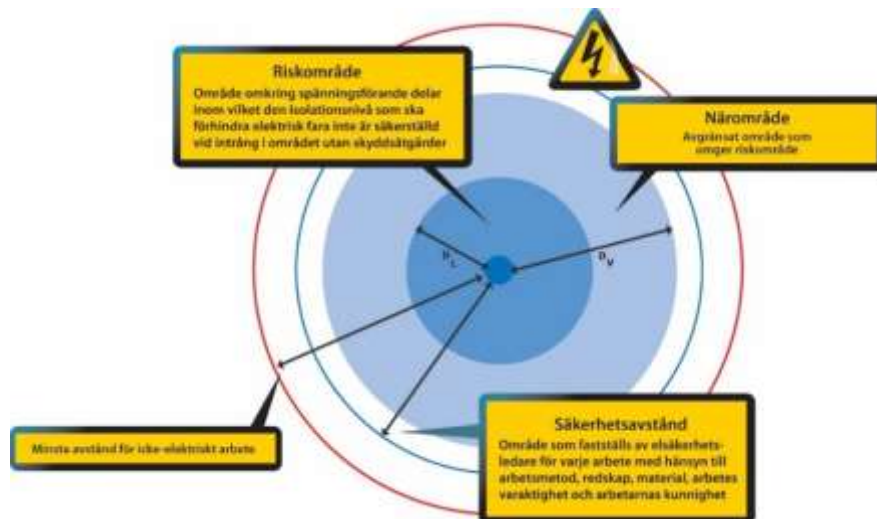 Riskområde
Område omkring spänningsförande delar
inom vilket den isolationsnivå som ska
förhindra elektrisk fara inte är säkerställd
vid intrång i området utan skyddsåtgärder
Närområde
Avgränsat område som
omger riskområde
D L
D V
Minsta avstånd för icke-elektriskt arbete
Säkerhetsavstånd
Område som fastställs av elsäkerhets-
ledare för varje arbete med hänsyn till
arbetsmetod, redskap, material, arbetes
varaktighet och arbetarnas kunnighet